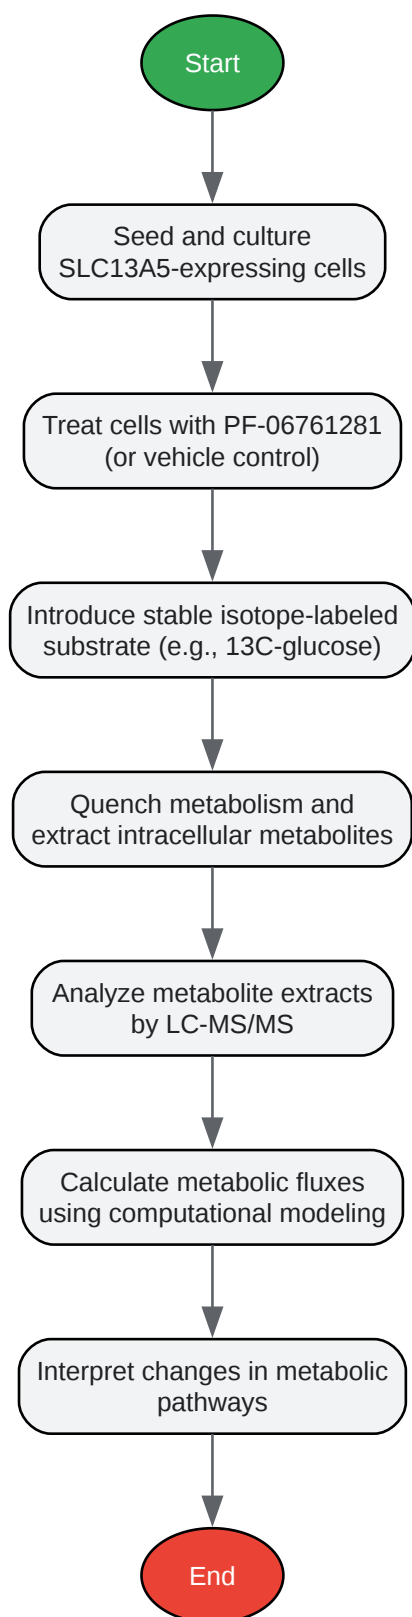 Start
Seed and culture
SLC13A5-expressing cells
Treat cells with PF-06761281
(or vehicle control)
Introduce stable isotope-labeled
substrate (e.g., 13C-glucose)
Quench metabolism and
extract intracellular metabolites
Analyze metabolite extracts
by LC-MS/MS
Calculate metabolic fluxes
using computational modeling
Interpret changes in metabolic
pathways
End